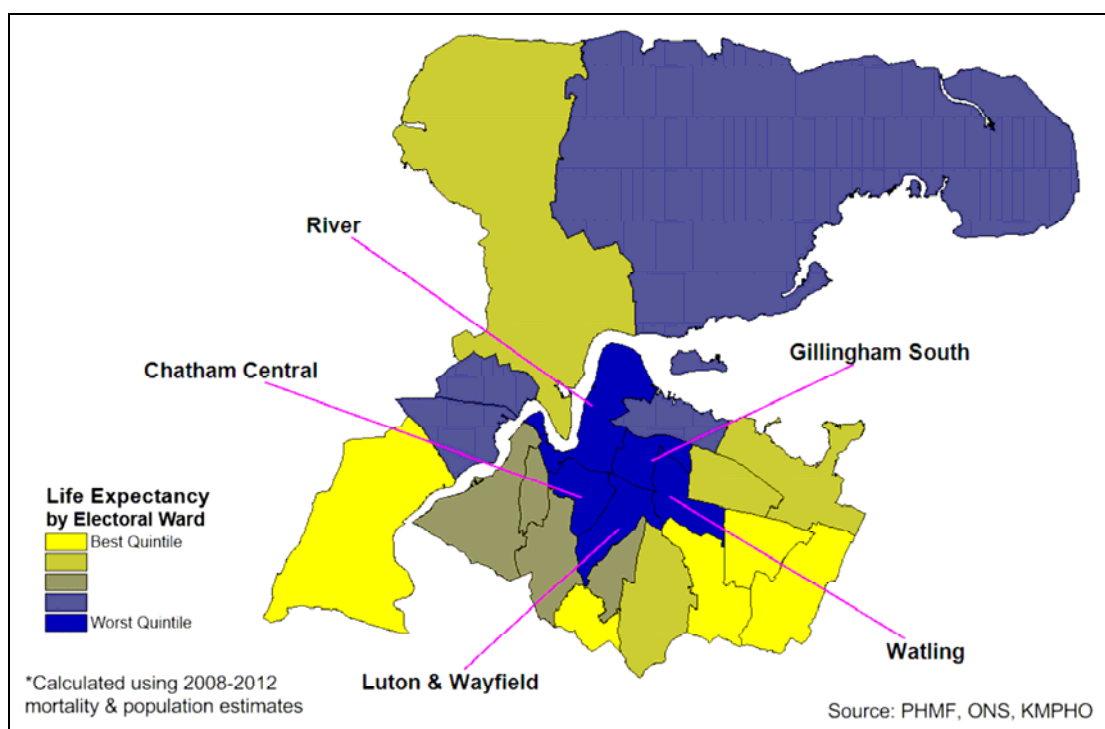 River
Chatham Central
Gillingham South
Life Expectancy
by Electoral Ward
Best Quintile
Worst Quintile
Watling
Luton & Wayfield
*Calculated using 2008-2012
mortality & population estimates
Source: PHMF, ONS, KMPHO